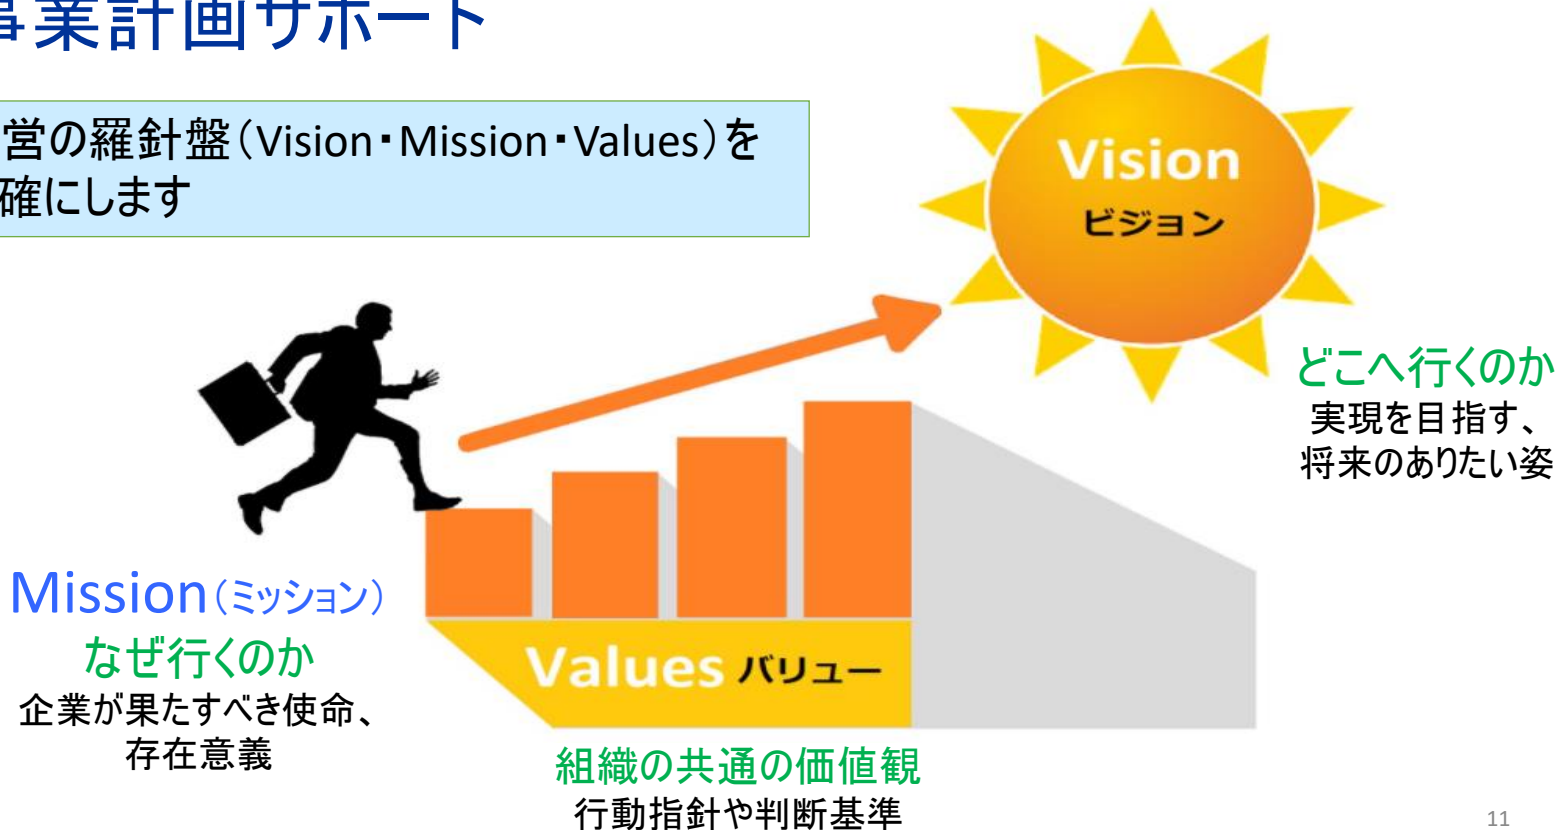 事業計画サポート
営の羅針盤（Vision・Mission・Values）を
確にします
Vision
ビジョン
どこへ行くのか
実現を目指す、
将来のありたい姿
Mission（ミッション）
なぜ行くのか
企業が果たすべき使命、
存在意義
Values バリュー
組織の共通の価値観
行動指針や判断基準
11